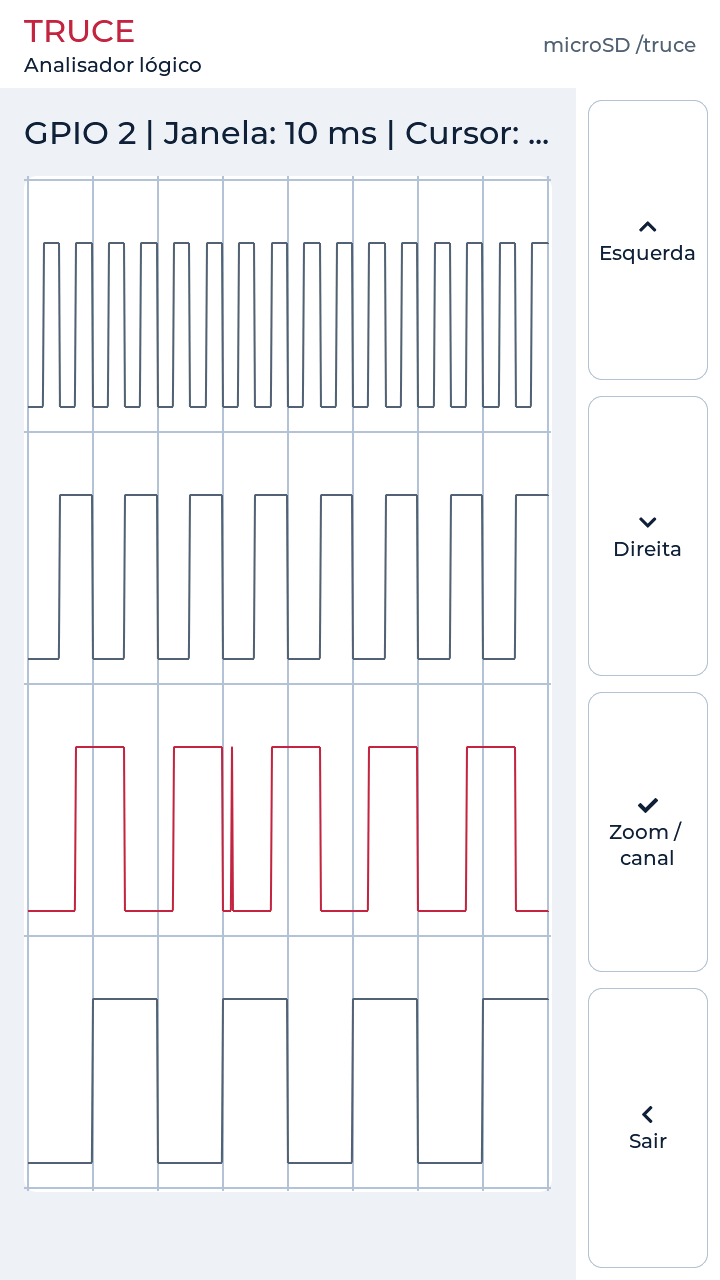 TRUCE
Analisador lógico
microSD /truce
GPIO 2 | Janela: 10 ms | Cursor: ...
Esquerda
Direita
Zoom /
canal
Sair